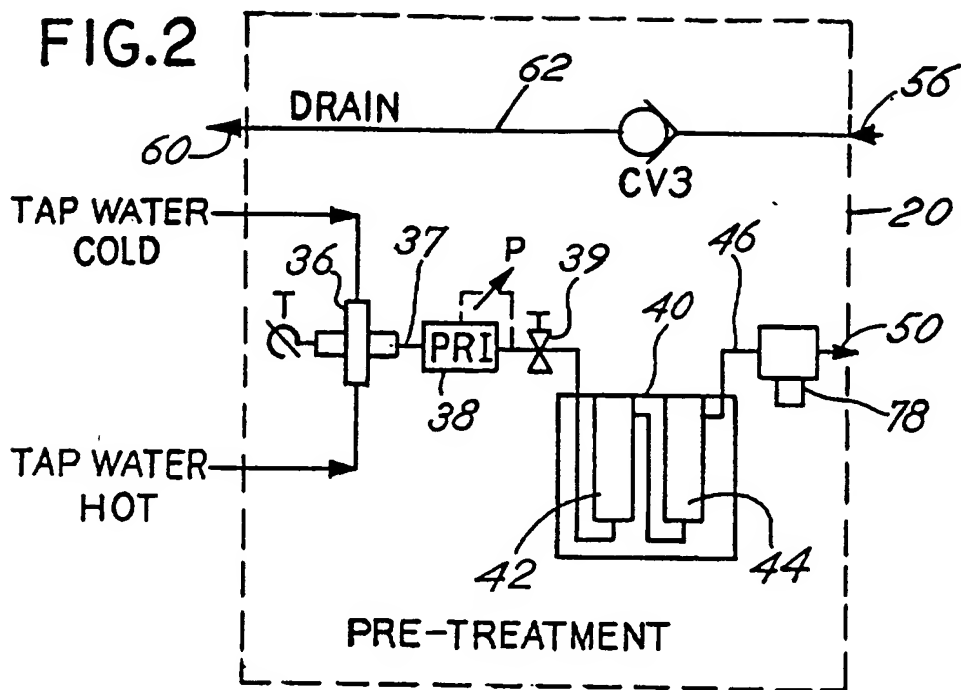 FIG.2
DRAIN
62
56
60
CV3
TAP WATER
COLD
20
36
37
P
39
46
T
40
50
PRI
38
78
TAP WATER
HOT
42
44
PRE-TREATMENT